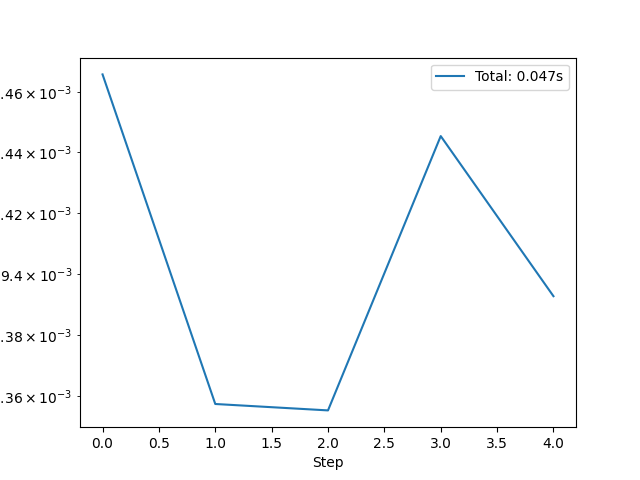 Total: 0.047s
.46 × 10⁻³
.44 × 10⁻³
.42 × 10⁻³
9.4 × 10⁻³
.38 × 10⁻³
.36 × 10⁻³
0.0 0.5 1.0 1.5 2.0 2.5 3.0 3.5 4.0
Step